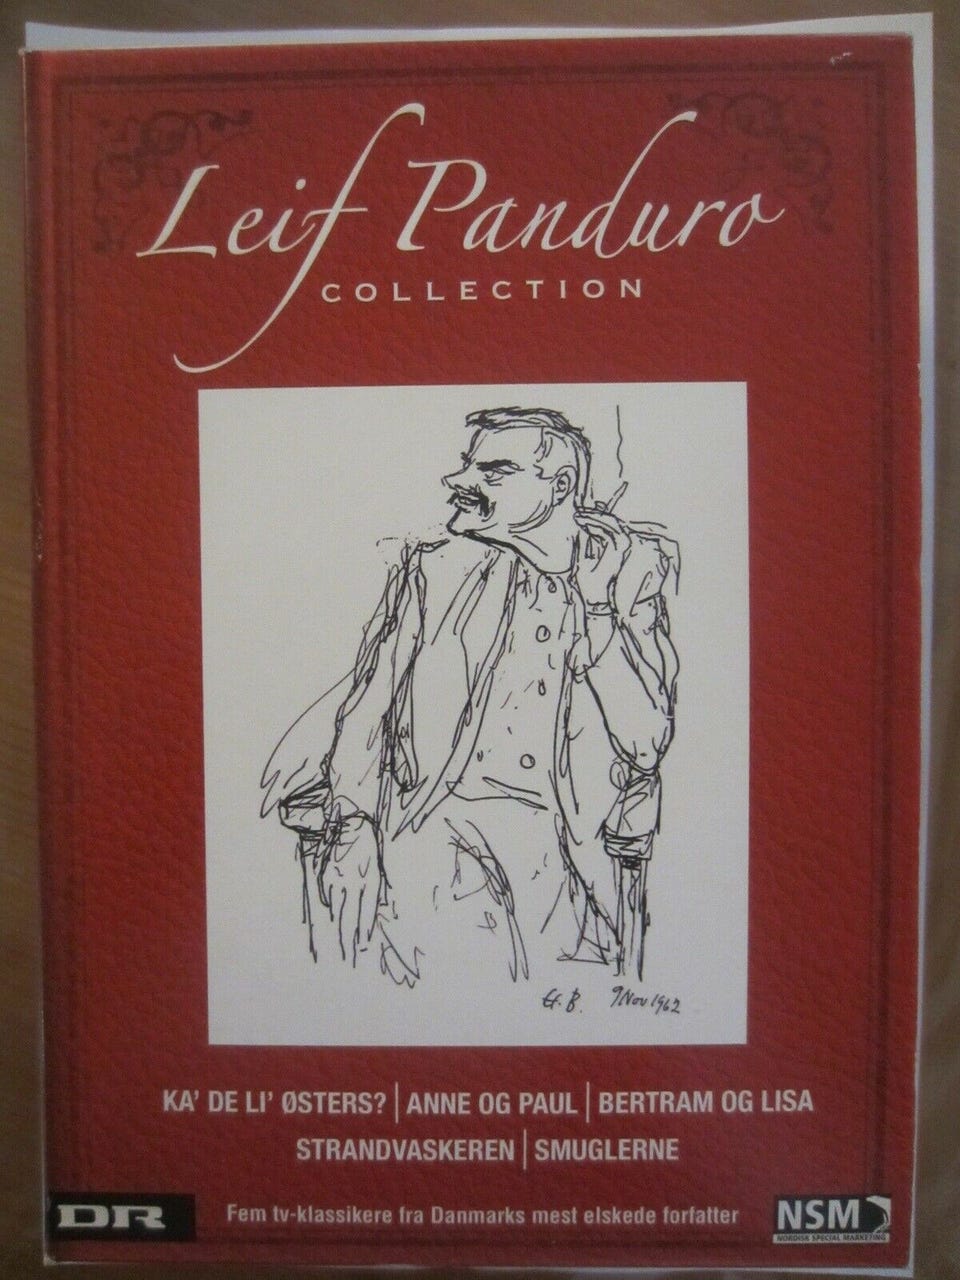 Leif Panduro
COLLECTION
9 Nov 1962
KA' DE LI' ØSTERS? | ANNE OG PAUL | BERTRAM OG LISA
STRANDVASKEREN | SMUGLERNE
DR
Fem tv-klassikere fra Danmarks mest elskede forfatter
NSM
NORDISK SPECIAL MARKETING